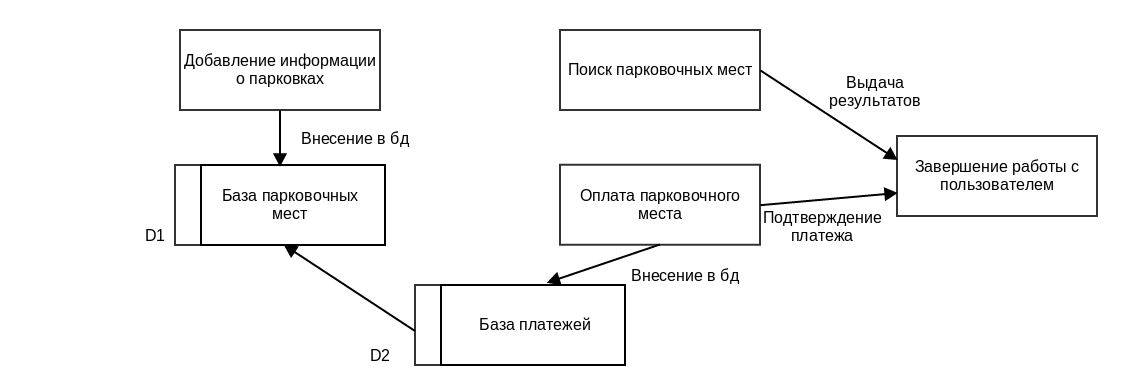 Добавление информации
о парковках
Поиск парковочных мест
Выдача
результатов
Внесение в бд
Завершение работы с
пользователем
База парковочных
мест
Оплата парковочного
места
Подтверждение
платежа
D1
Внесение в бд
База платежей
D2